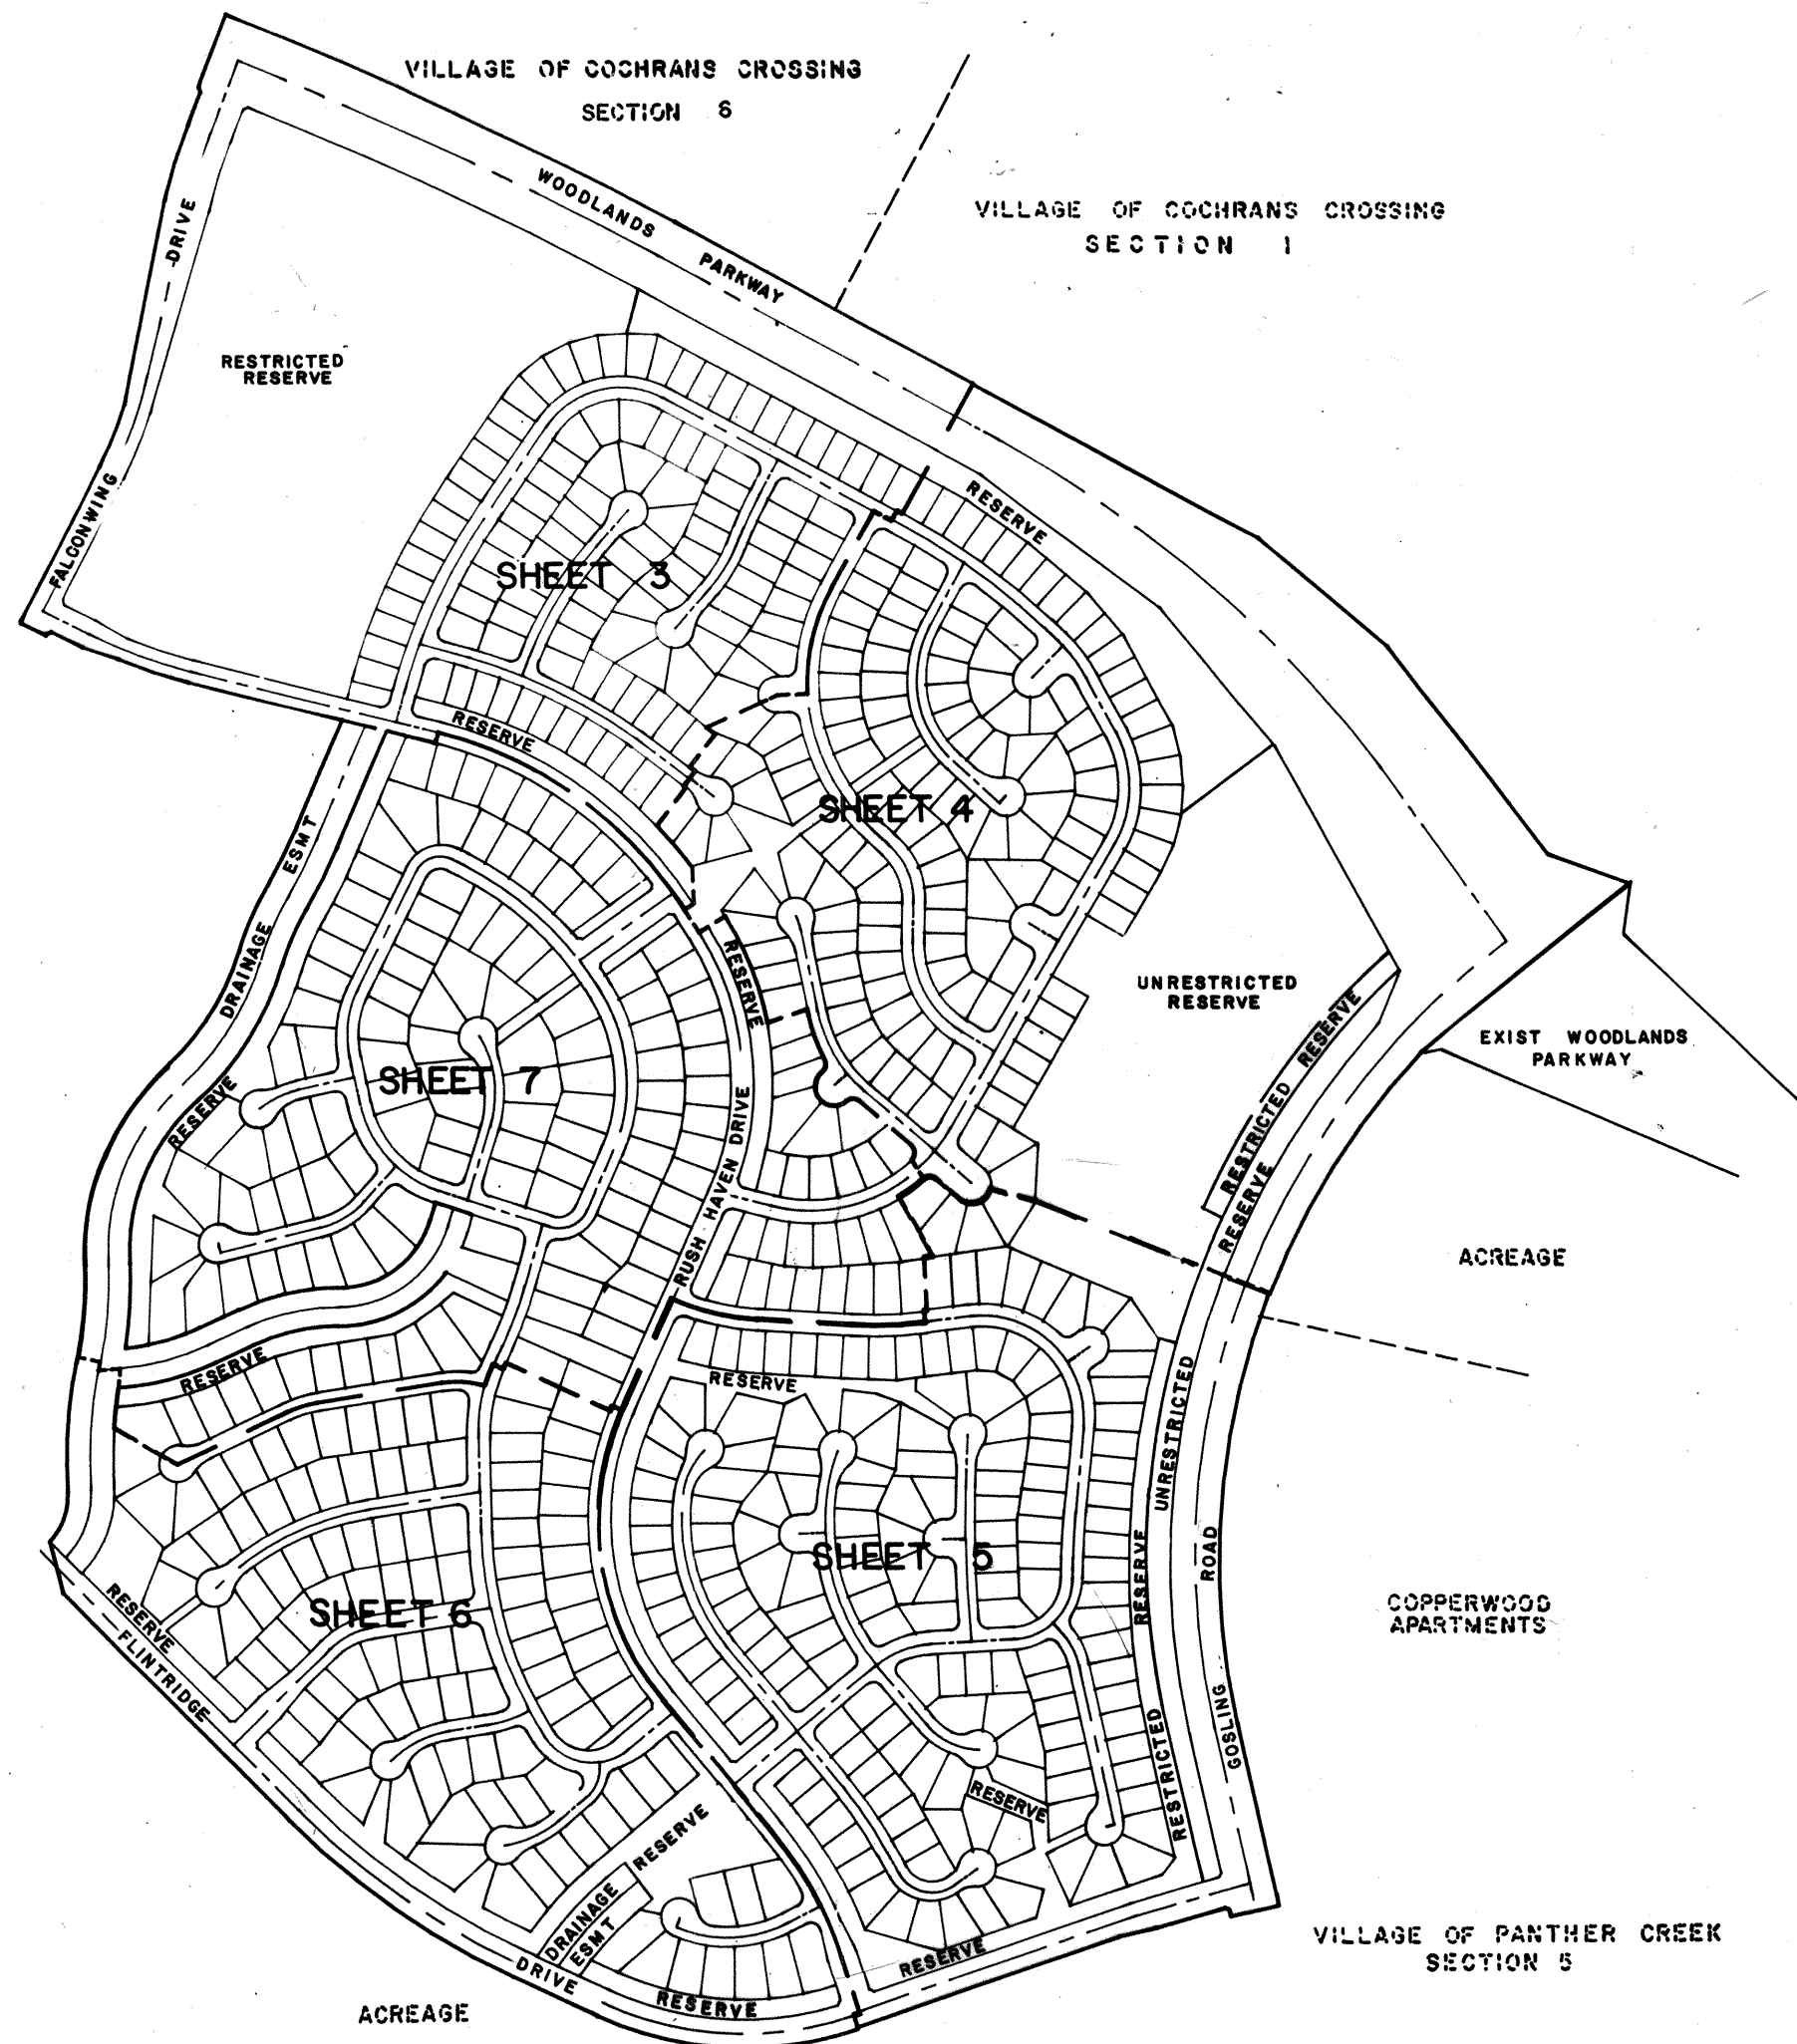 VILLAGE OF COCHRANS CROSSING
SECTION 6
WOODLANDS PARKWAY
VILLAGE OF COCHRANS CROSSING
SECTION 1
DRIVE
RESTRICTED
RESERVE
FALCONWING
RESERVE
SHEET 3
RESERVE
SHEET 4
DRAINAGE ESMT
RESERVE
UNRESTRICTED
RESERVE
RESTRICTED RESERVE
EXIST WOODLANDS
PARKWAY
SHEET 7
RESERVE
RUSH HAVEN DRIVE
RESERVE
ACREAGE
RESERVE
RESERVE
UNRESTRICTED
RESERVE
SHEET 5
ROAD
COPPERWOOD
APARTMENTS
SHEET 6
RESERVE
FLINTRIDGE
RESTRICTED
GOSLING
RESERVE
RESERVE
DRAINAGE
ESMT
VILLAGE OF PANTHER CREEK
SECTION 5
RESERVE
DRIVE
RESERVE
ACREAGE